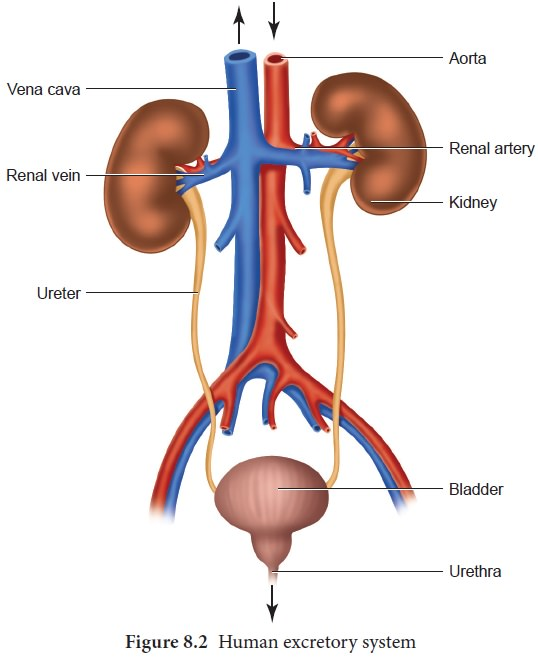 Aorta
Vena cava
Renal artery
Renal vein
Kidney
Ureter
Bladder
Urethra
Figure 8.2 Human excretory system